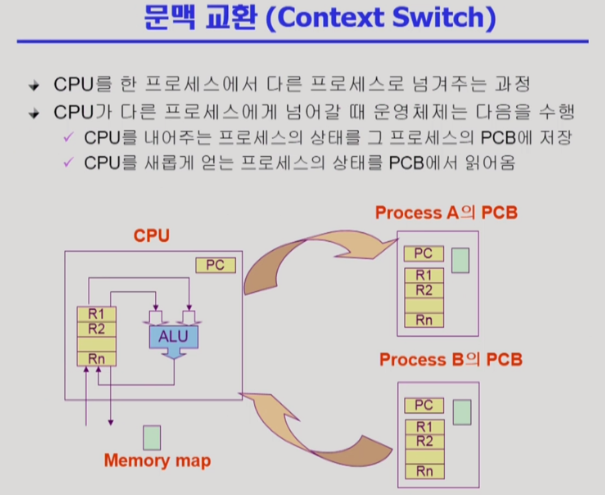 문맥 교환 (Context Switch)
CPU를 한 프로세스에서 다른 프로세스로 넘겨주는 과정
CPU가 다른 프로세스에게 넘어갈 때 운영체제는 다음을 수행
CPU를 내어주는 프로세스의 상태를 그 프로세스의 PCB에 저장
CPU를 새롭게 얻는 프로세스의 상태를 PCB에서 읽어옴
CPU
PC
R1
R2
Rn
ALU
Memory map
Process A의 PCB
PC
R1
R2
Rn
Process B의 PCB
PC
R1
R2
Rn